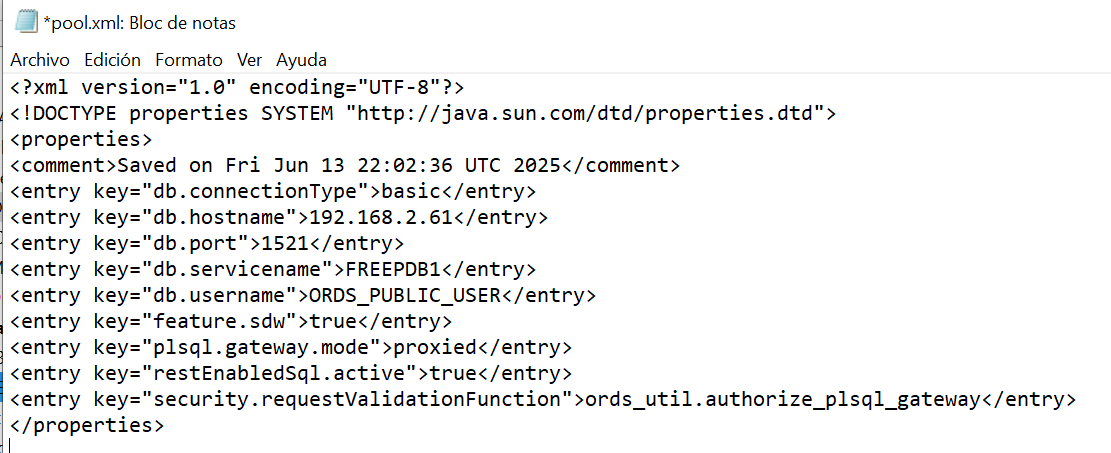 *pool.xml: Bloc de notas
Archivo Edición Formato Ver Ayuda
<?xml version="1.0" encoding="UTF-8"?>
<!DOCTYPE properties SYSTEM "http://java.sun.com/dtd/properties.dtd">
<properties>
<comment>Saved on Fri Jun 13 22:02:36 UTC 2025</comment>
<entry key="db.connectionType">basic</entry>
<entry key="db.hostname">192.168.2.61</entry>
<entry key="db.port">1521</entry>
<entry key="db.servicename">FREEPDB1</entry>
<entry key="db.username">ORDS_PUBLIC_USER</entry>
<entry key="feature.sdw">true</entry>
<entry key="plsql.gateway.mode">proxied</entry>
<entry key="restEnabledSql.active">true</entry>
<entry key="security.requestValidationFunction">ords_util.authorize_plsql_gateway</entry>
</properties>